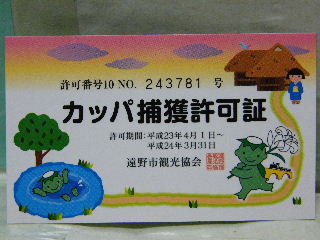 許可番号10 NO. 243781 号
カッパ捕獲許可証
許可期間：平成23年4月1日～
平成24年3月31日
遠野市観光協会